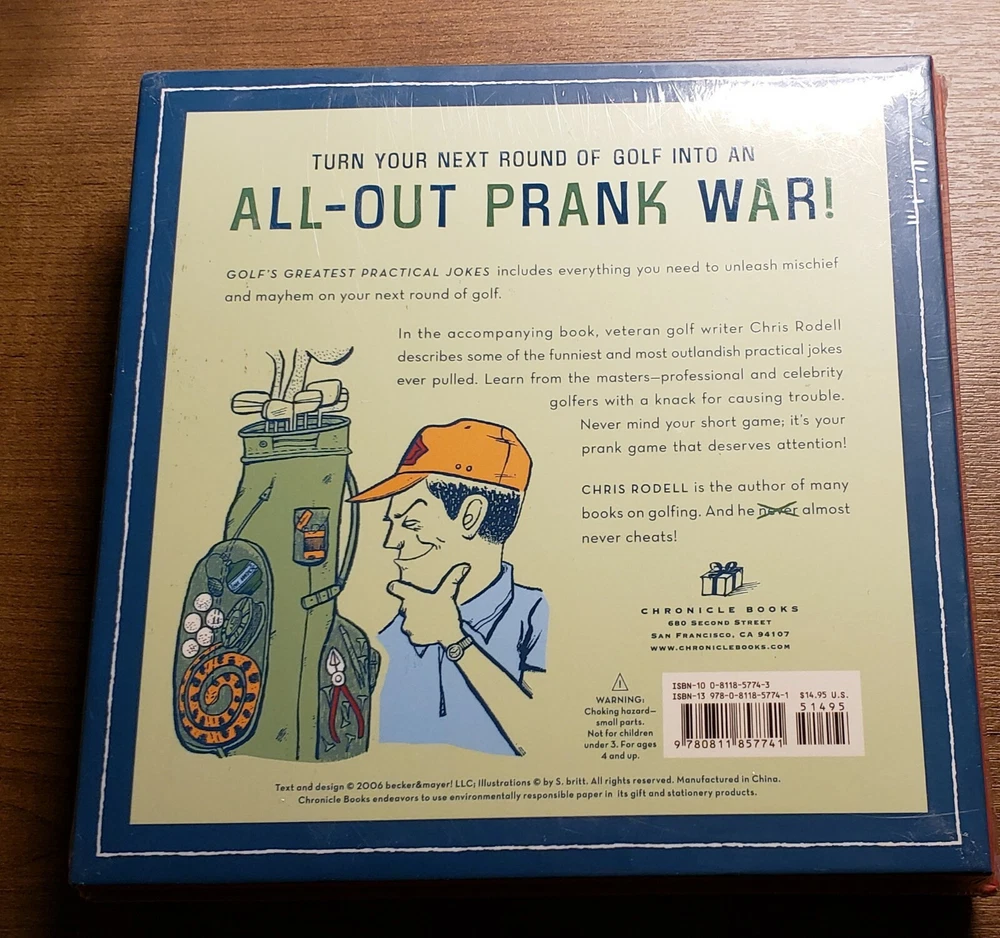 TURN YOUR NEXT ROUND OF GOLF INTO AN
ALL-OUT PRANK WAR!
GOLF'S GREATEST PRACTICAL JOKES includes everything you need to unleash mischief
and mayhem on your next round of golf.
In the accompanying book, veteran golf writer Chris Rodell
describes some of the funniest and most outlandish practical jokes
ever pulled. Learn from the masters—professional and celebrity
golfers with a knack for causing trouble.
Never mind your short game; it's your
prank game that deserves attention!
CHRIS RODELL is the author of many
books on golfing. And he never almost
never cheats!
CHRONICLE BOOKS
680 SECOND STREET
SAN FRANCISCO, CA 94107
WWW.CHRONICLEBOOKS.COM
WARNING:
Choking hazard—
small parts.
Not for children
under 3. For ages
4 and up.
ISBN-10 0-8118-5774-3
ISBN-13 978-0-8118-5774-1 $14.95 U.S.
51495
9 780811 857741
Text and design © 2006 becker&mayer! LLC; Illustrations © by S. britt. All rights reserved. Manufactured in China.
Chronicle Books endeavors to use environmentally responsible paper in its gift and stationery products.